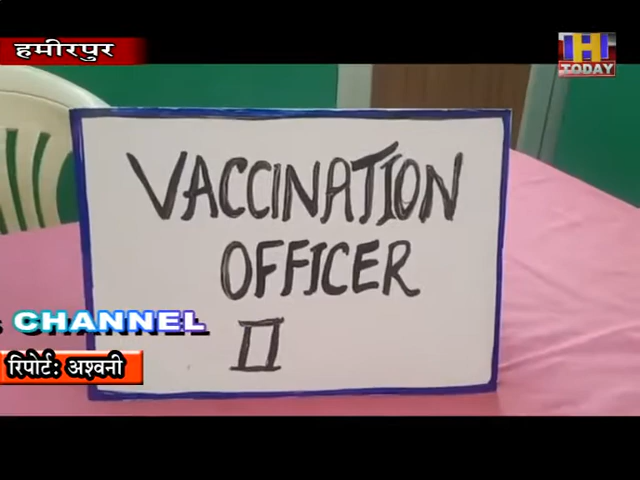 हमीरपुर
H
TODAY
VACCINATION
OFFICER
II
CHANNEL
रिपोर्टः अश्वनी